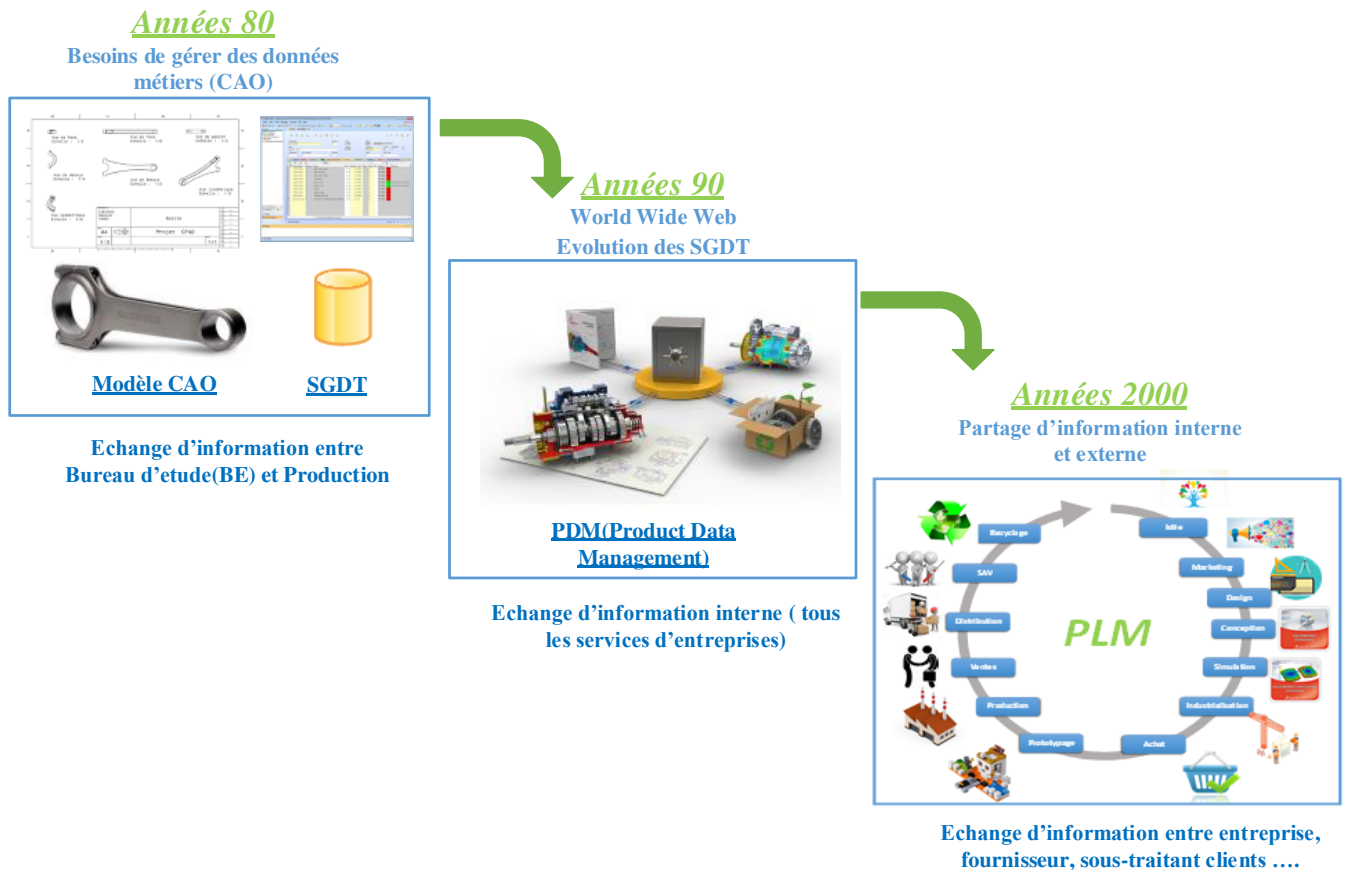 Années 80
Besoins de gérer des données
métiers (CAO)
Modèle CAO
SGDT
Echange d’information entre
Bureau d’etude(BE) et Production
Années 90
World Wide Web
Evolution des SGDT
PDM(Product Data
Management)
Echange d’information interne ( tous
les services d’entreprises)
Années 2000
Partage d’information interne
et externe
Idée
Marketing
Design
Conception
Simulation
Industrialisation
Achat
Prototypage
Production
Ventes
Distribution
SAV
Recyclage
PLM
Echange d’information entre entreprise,
fournisseur, sous-traitant clients ….